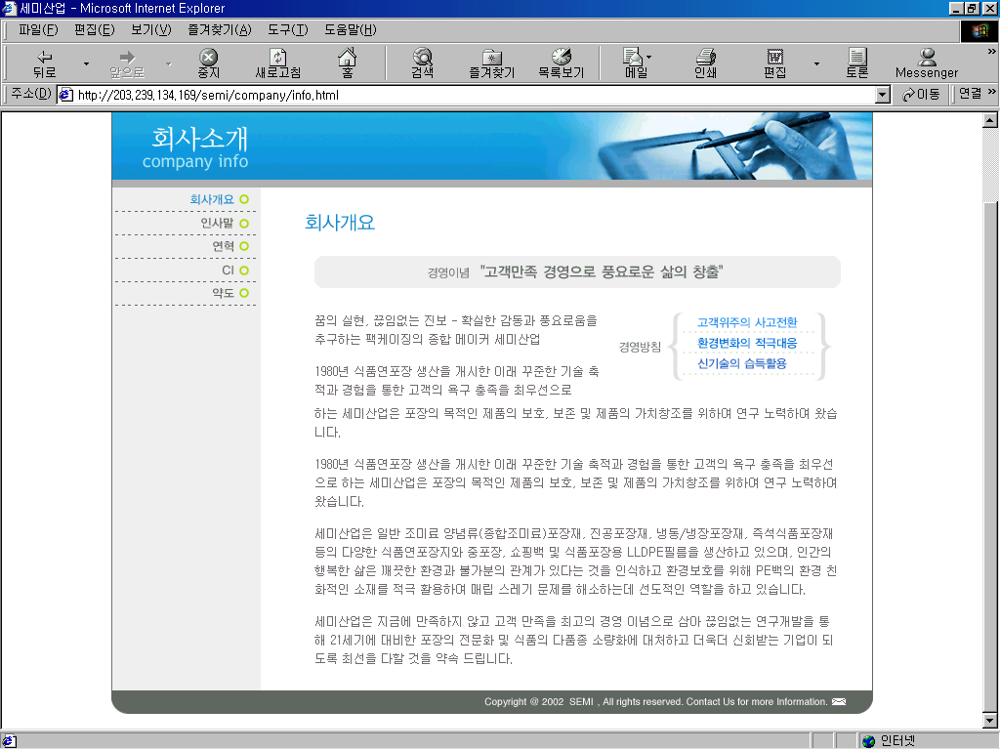 세미산업 - Microsoft Internet Explorer
파일(F) 편집(E) 보기(V) 즐겨찾기(A) 도구(T) 도움말(H)
뒤로 앞으로 중지 새로고침 홈 검색 즐겨찾기 목록보기 메일 인쇄 편집 토론 Messenger
주소(D) http://203,239,134,169/semi/company/info,html 이동 연결
회사소개
company info
회사개요
인사말
연혁
CI
약도
회사개요
경영이념 "고객만족 경영으로 풍요로운 삶의 창출"
꿈의 실현, 끊임없는 진보 - 확실한 감동과 풍요로움을
추구하는 팩케이징의 종합 메이커 세미산업
경영방침
고객위주의 사고전환
환경변화의 적극대응
신기술의 습득활용
1980년 식품연포장 생산을 개시한 이래 꾸준한 기술 축
적과 경험을 통한 고객의 욕구 충족을 최우선으로
하는 세미산업은 포장의 목적인 제품의 보호, 보존 및 제품의 가치창조를 위하여 연구 노력하여 왔습
니다.
1980년 식품연포장 생산을 개시한 이래 꾸준한 기술 축적과 경험을 통한 고객의 욕구 충족을 최우선
으로 하는 세미산업은 포장의 목적인 제품의 보호, 보존 및 제품의 가치창조를 위하여 연구 노력하여
왔습니다.
세미산업은 일반 조미료 양념류(종합조미료)포장재, 진공포장재, 냉동/냉장포장재, 즉석식품포장재
등의 다양한 식품연포장지와 중포장, 쇼핑백 및 식품포장용 LLDPE필름을 생산하고 있으며, 인간의
행복한 삶은 깨끗한 환경과 불가분의 관계가 있다는 것을 인식하고 환경보호를 위해 PE백의 환경 친
화적인 소재를 적극 활용하여 매립 스레기 문제를 해소하는데 선도적인 역할을 하고 있습니다.
세미산업은 지금에 만족하지 않고 고객 만족을 최고의 경영 이념으로 삼아 끊임없는 연구개발을 통
해 21세기에 대비한 포장의 전문화 및 식품의 다품종 소량화에 대처하고 더욱더 신회받는 기업이 되
도록 최선을 다할 것을 약속 드립니다.
Copyright @ 2002 SEMI , All rights reserved. Contact Us for more Information.
인터넷